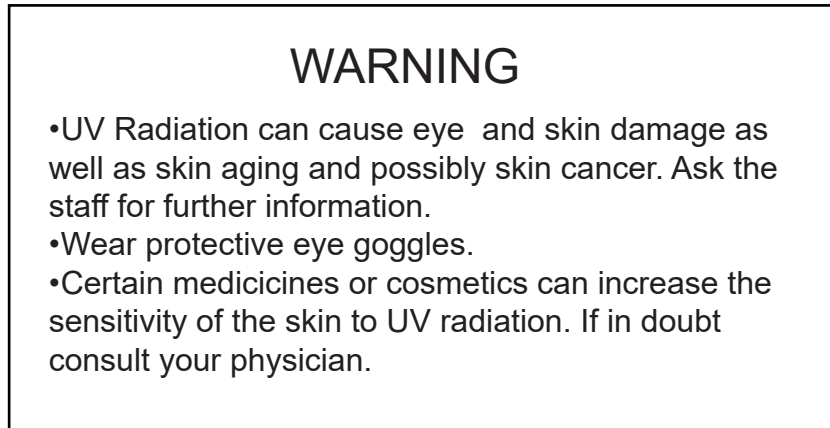 WARNING
•UV Radiation can cause eye  and skin damage as
well as skin aging and possibly skin cancer. Ask the
staff for further information.
•Wear protective eye goggles.
•Certain medicicines or cosmetics can increase the
sensitivity of the skin to UV radiation. If in doubt
consult your physician.